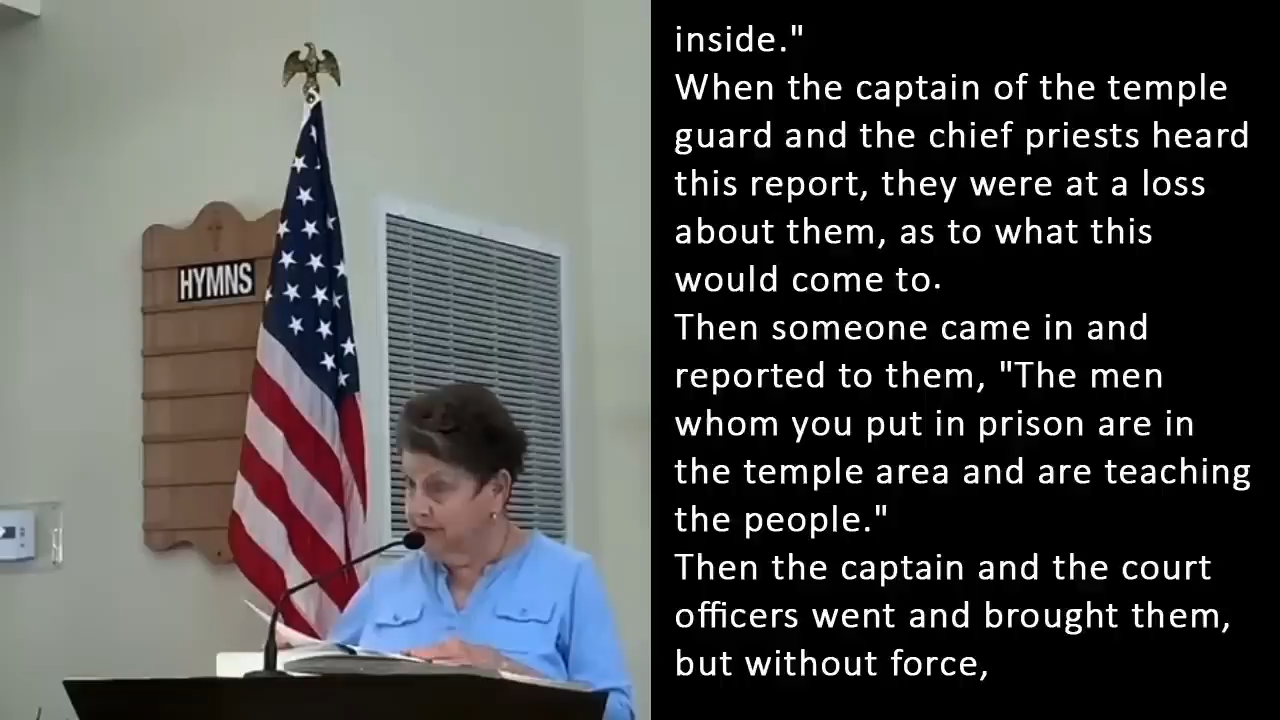 HYMNS
inside."
When the captain of the temple
guard and the chief priests heard
this report, they were at a loss
about them, as to what this
would come to.
Then someone came in and
reported to them, "The men
whom you put in prison are in
the temple area and are teaching
the people."
Then the captain and the court
officers went and brought them,
but without force,